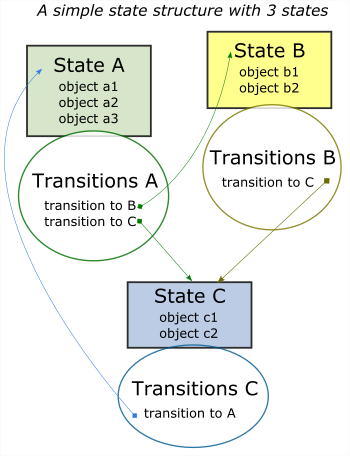 A simple state structure with 3 states
State A
object a1
object a2
object a3
State B
object b1
object b2
Transitions A
transition to B
transition to C
Transitions B
transition to C
State C
object c1
object c2
Transitions C
transition to A